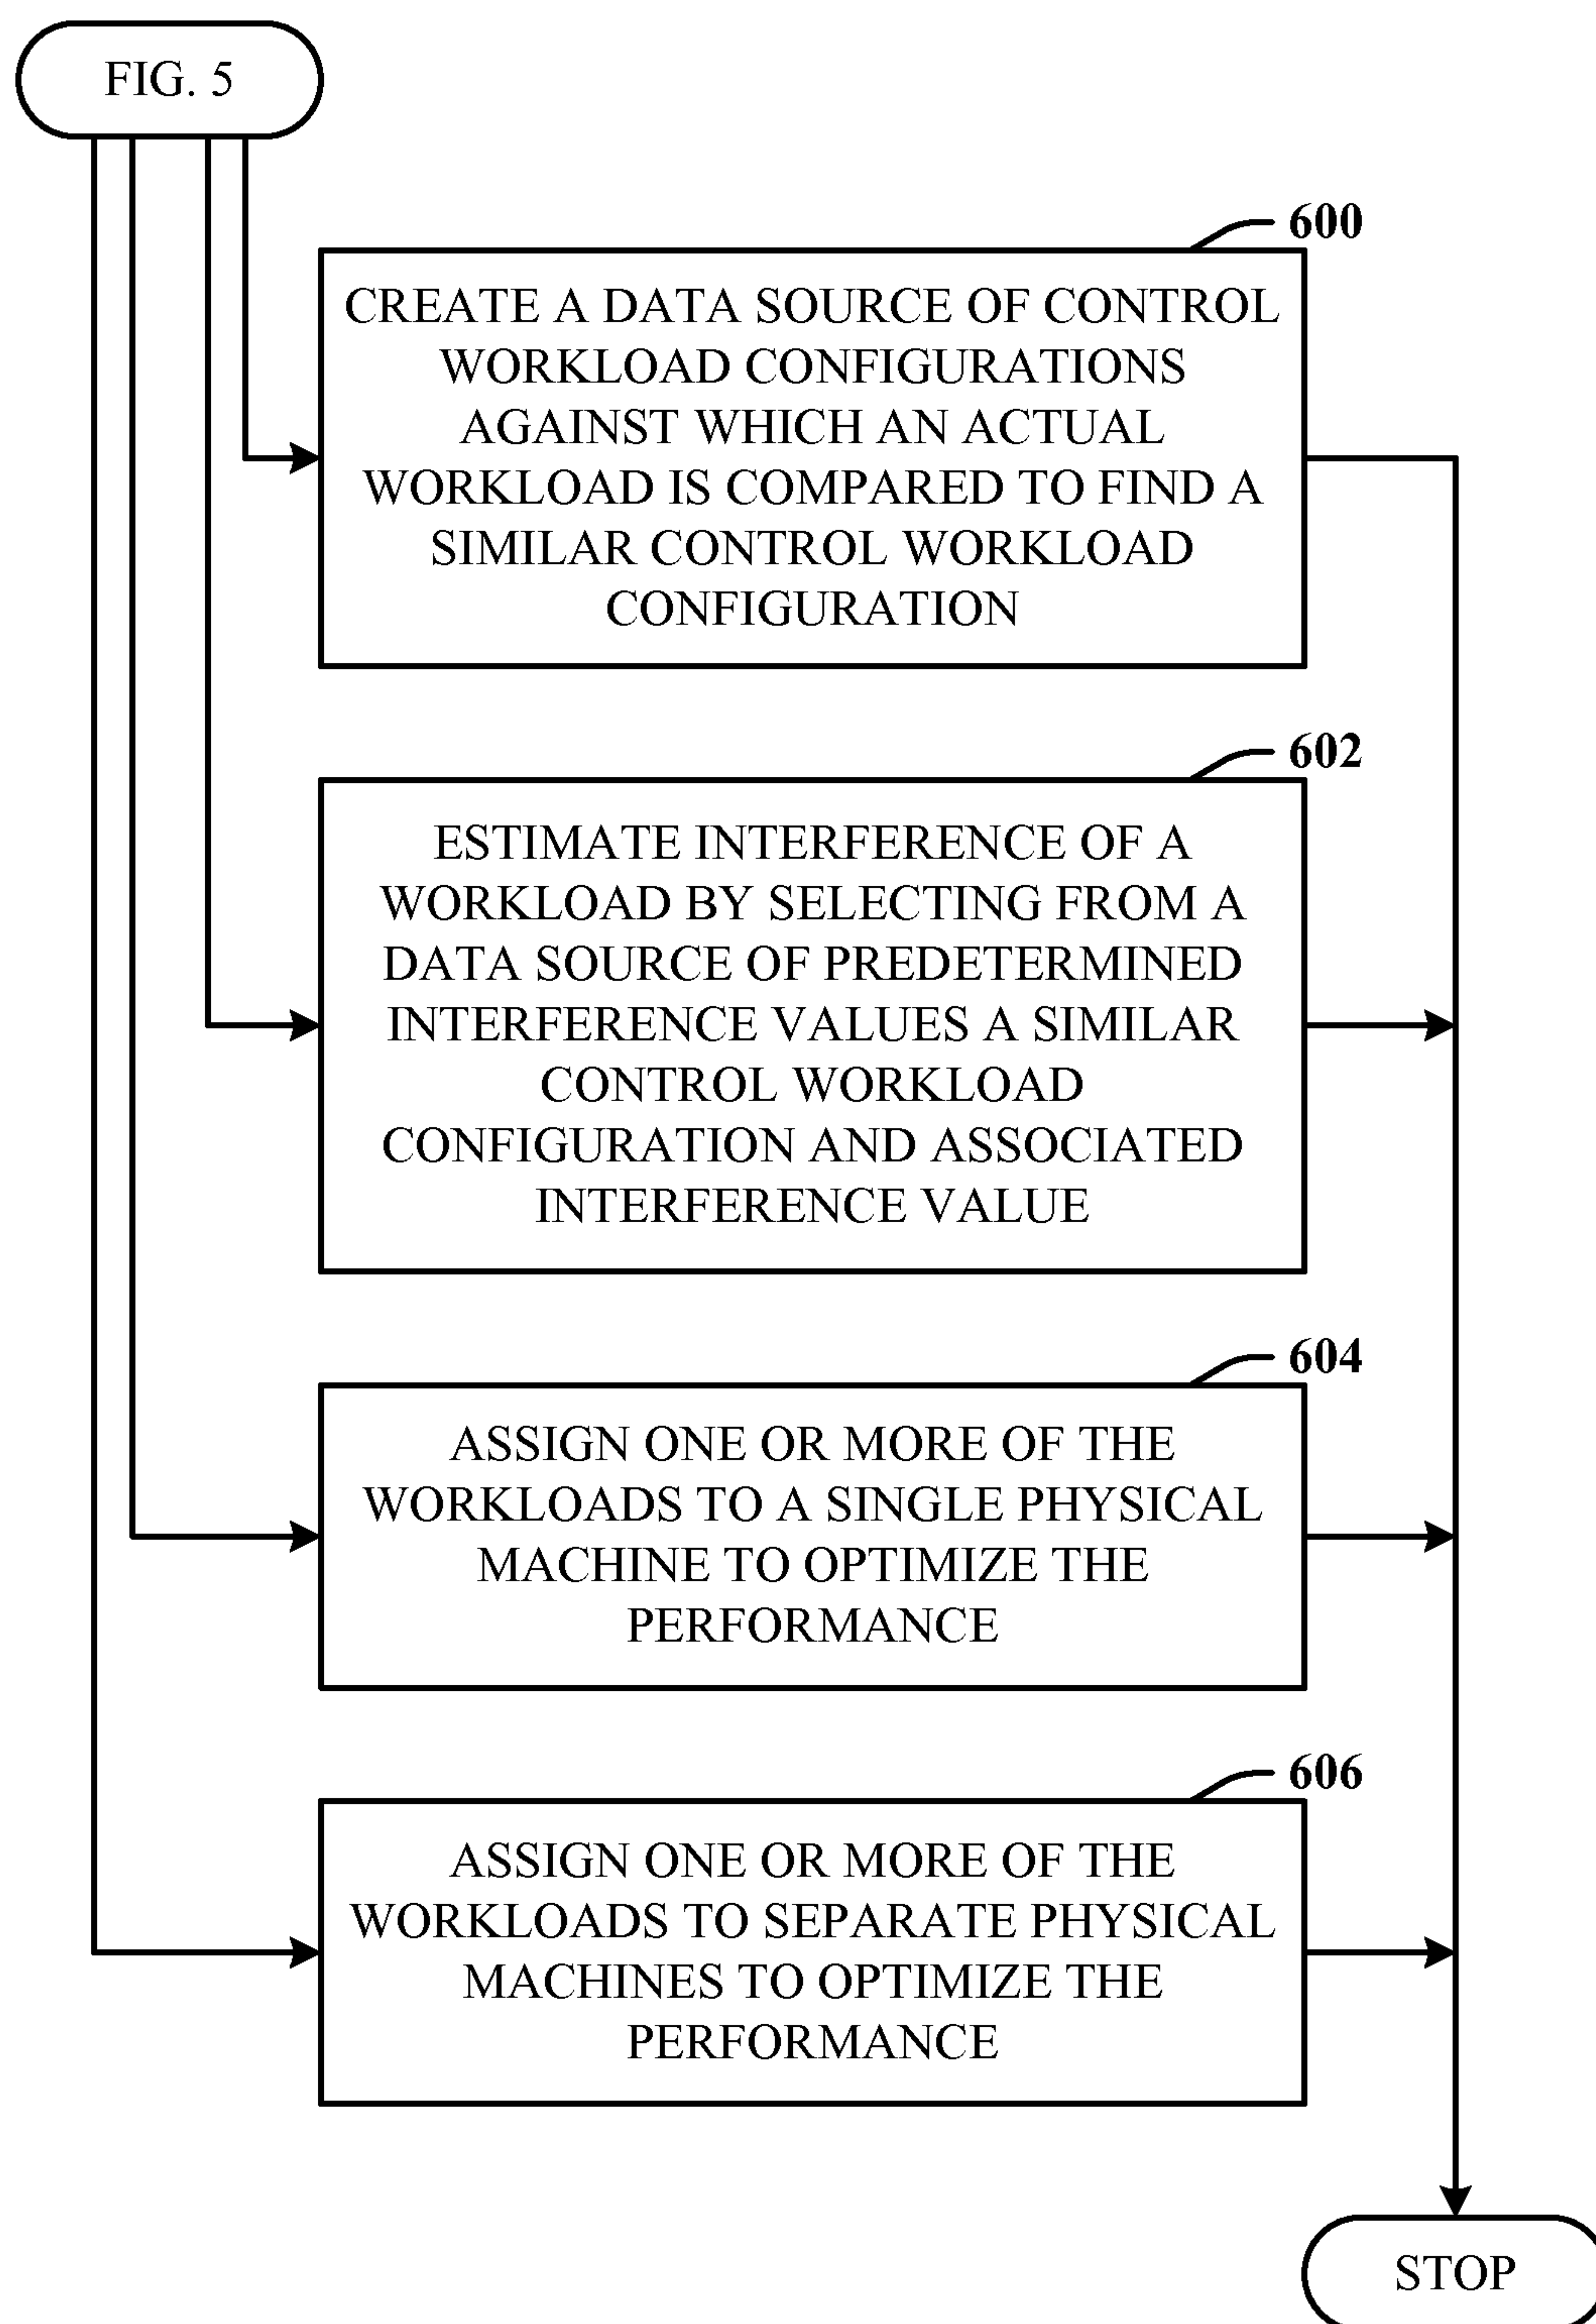 FIG. 5
600
CREATE A DATA SOURCE OF CONTROL
WORKLOAD CONFIGURATIONS
AGAINST WHICH AN ACTUAL
WORKLOAD IS COMPARED TO FIND A
SIMILAR CONTROL WORKLOAD
CONFIGURATION
602
ESTIMATE INTERFERENCE OF A
WORKLOAD BY SELECTING FROM A
DATA SOURCE OF PREDETERMINED
INTERFERENCE VALUES A SIMILAR
CONTROL WORKLOAD
CONFIGURATION AND ASSOCIATED
INTERFERENCE VALUE
604
ASSIGN ONE OR MORE OF THE
WORKLOADS TO A SINGLE PHYSICAL
MACHINE TO OPTIMIZE THE
PERFORMANCE
606
ASSIGN ONE OR MORE OF THE
WORKLOADS TO SEPARATE PHYSICAL
MACHINES TO OPTIMIZE THE
PERFORMANCE
STOP